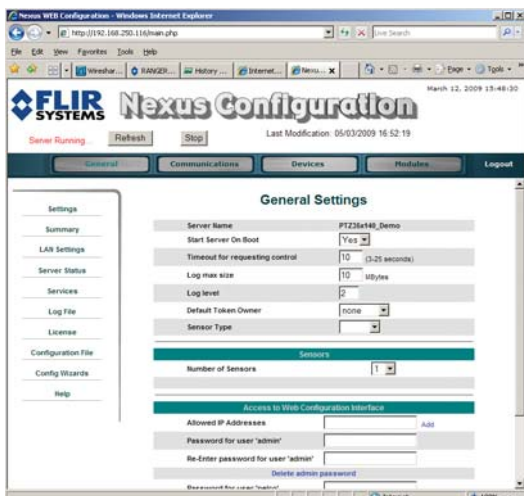 Nexus WEB Configuration - Windows Internet Explorer
http://192.168.250.116/main.php
Live Search
File Edit View Favorites Tools Help
Wireshar... RANGER... History ... Internet... Nexu... X Page Tools
FLIR SYSTEMS
Nexus Configuration
March 12, 2009 15:48:30
Server Running... Refresh Stop
Last Modification: 05/03/2009 16:52:19
General Communications Devices Modules Logout
Settings
Summary
LAN Settings
Server Status
Services
Log File
License
Configuration File
Config Wizards
Help
General Settings
Server Name PTZ35x140_Demo
Start Server On Boot Yes
Timeout for requesting control 10 (3-25 seconds)
Log max size 10 MBytes
Log level 2
Default Token Owner none
Sensor Type
Sensors
Number of Sensors 1
Access to Web Configuration Interface
Allowed IP Addresses Add
Password for user 'admin'
Re-Enter password for user 'admin'
Delete admin password
Password for user